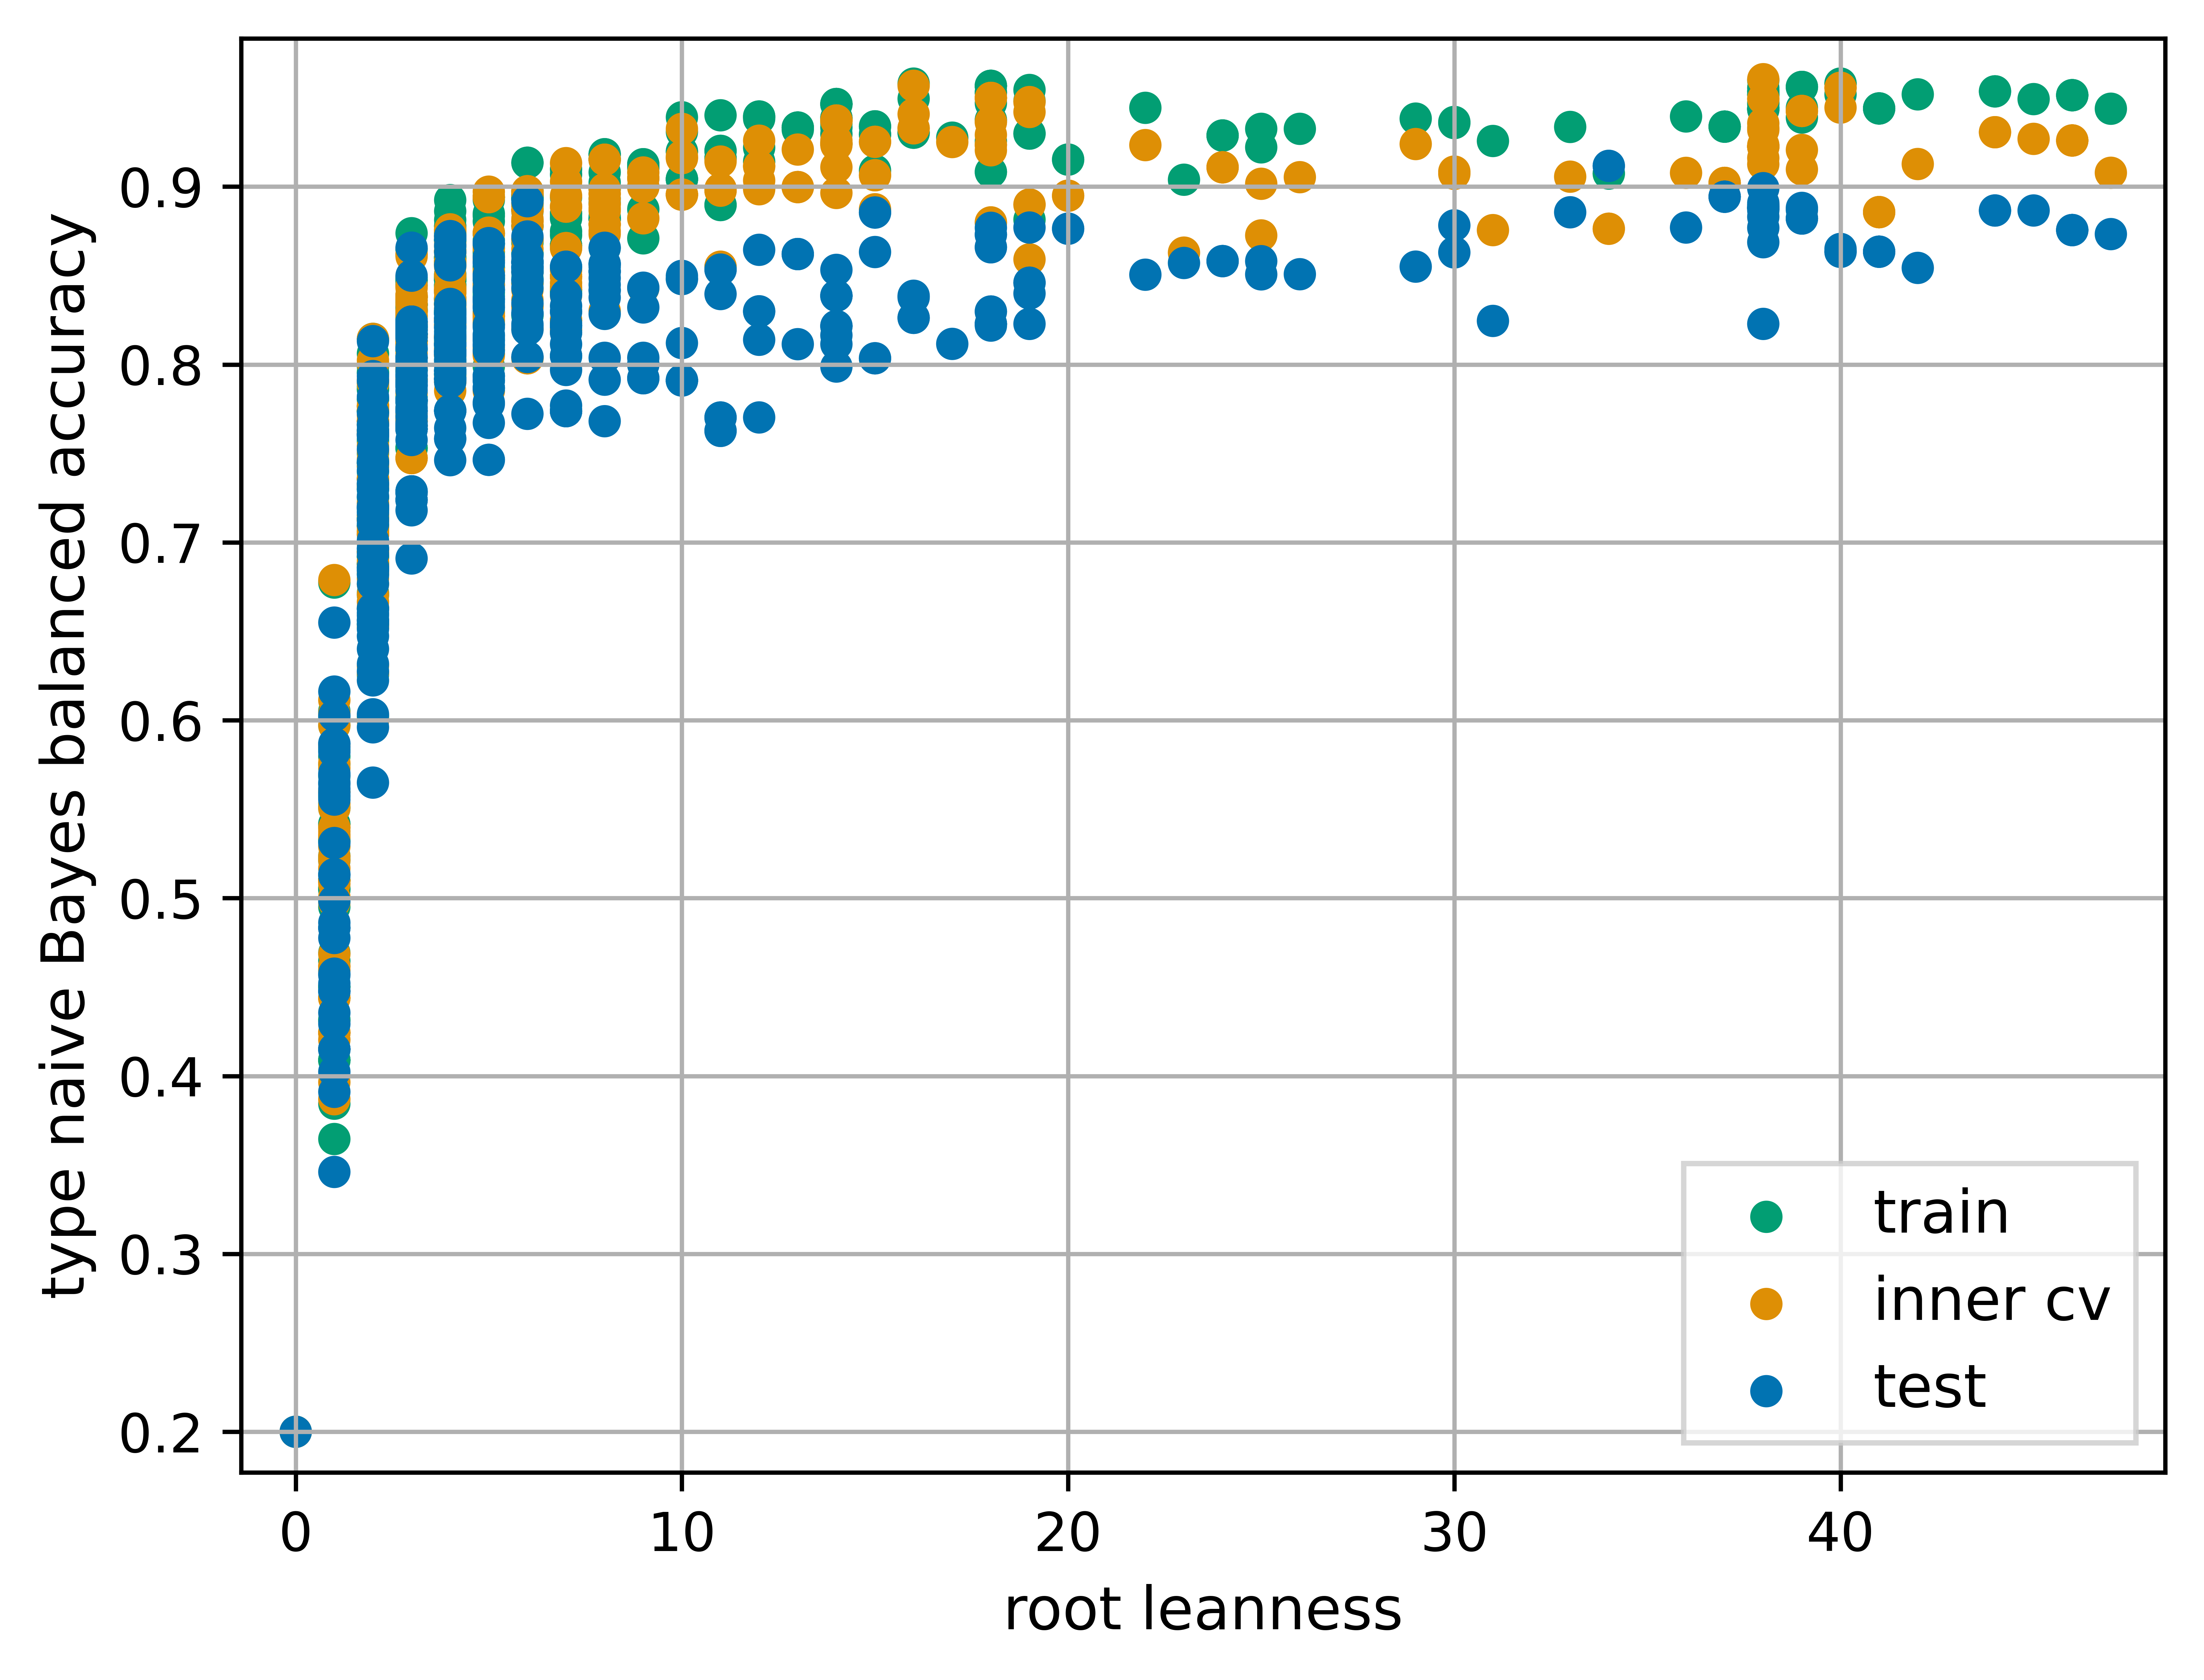 type naive Bayes balanced accuracy
0.9
0.8
0.7
0.6
0.5
0.4
0.3
0.2
train
inner cv
test
0 10 20 30 40
root leanness